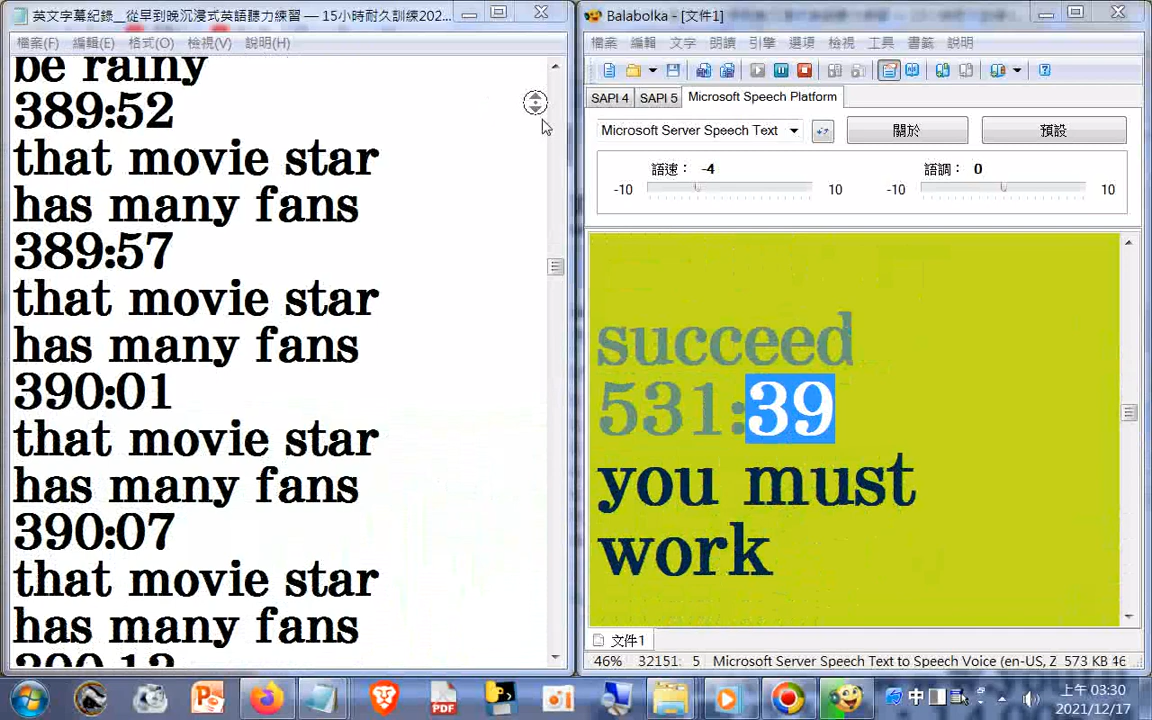 英文字幕紀錄__從早到晚沉浸式英語聽力練習 — 15小時耐久訓練202...
檔案(F) 編輯(E) 格式(O) 檢視(V) 說明(H)
be rainy
389:52
that movie star
has many fans
389:57
that movie star
has many fans
390:01
that movie star
has many fans
390:07
that movie star
has many fans
390:13
Balabolka - [文件1]
檔案 編輯 文字 朗讀 引擎 選項 檢視 工具 書籤 說明
SAPI 4 SAPI 5 Microsoft Speech Platform
Microsoft Server Speech Text 關於 預設
語速： -4 語調： 0
-10 10 -10 10
succeed
531:39
you must
work
文件1
46% 32151: 5 Microsoft Server Speech Text to Speech Voice (en-US, Z 573 KB 46
PDF 中 上午 03:30
2021/12/17